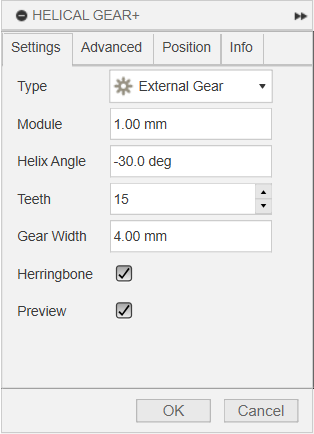 HELICAL GEAR+
Settings Advanced Position Info
Type External Gear
Module 1.00 mm
Helix Angle -30.0 deg
Teeth 15
Gear Width 4.00 mm
Herringbone
Preview
OK Cancel